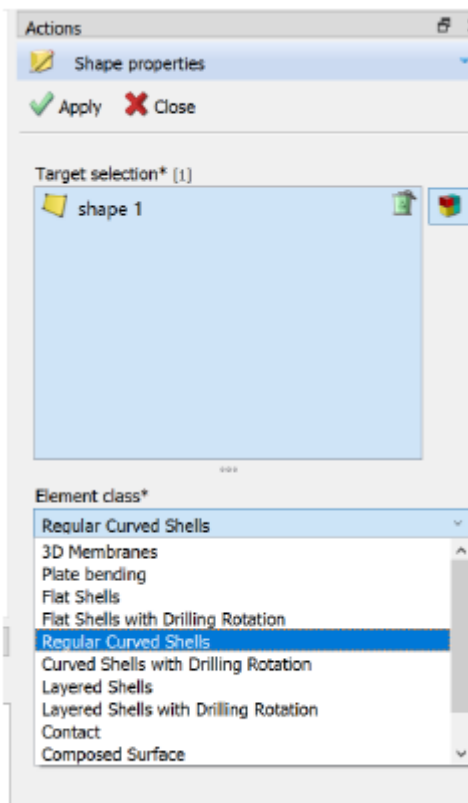 Actions
Shape properties
Apply Close
Target selection* [1]
shape 1
Element class*
Regular Curved Shells
3D Membranes
Plate bending
Flat Shells
Flat Shells with Drilling Rotation
Regular Curved Shells
Curved Shells with Drilling Rotation
Layered Shells
Layered Shells with Drilling Rotation
Contact
Composed Surface